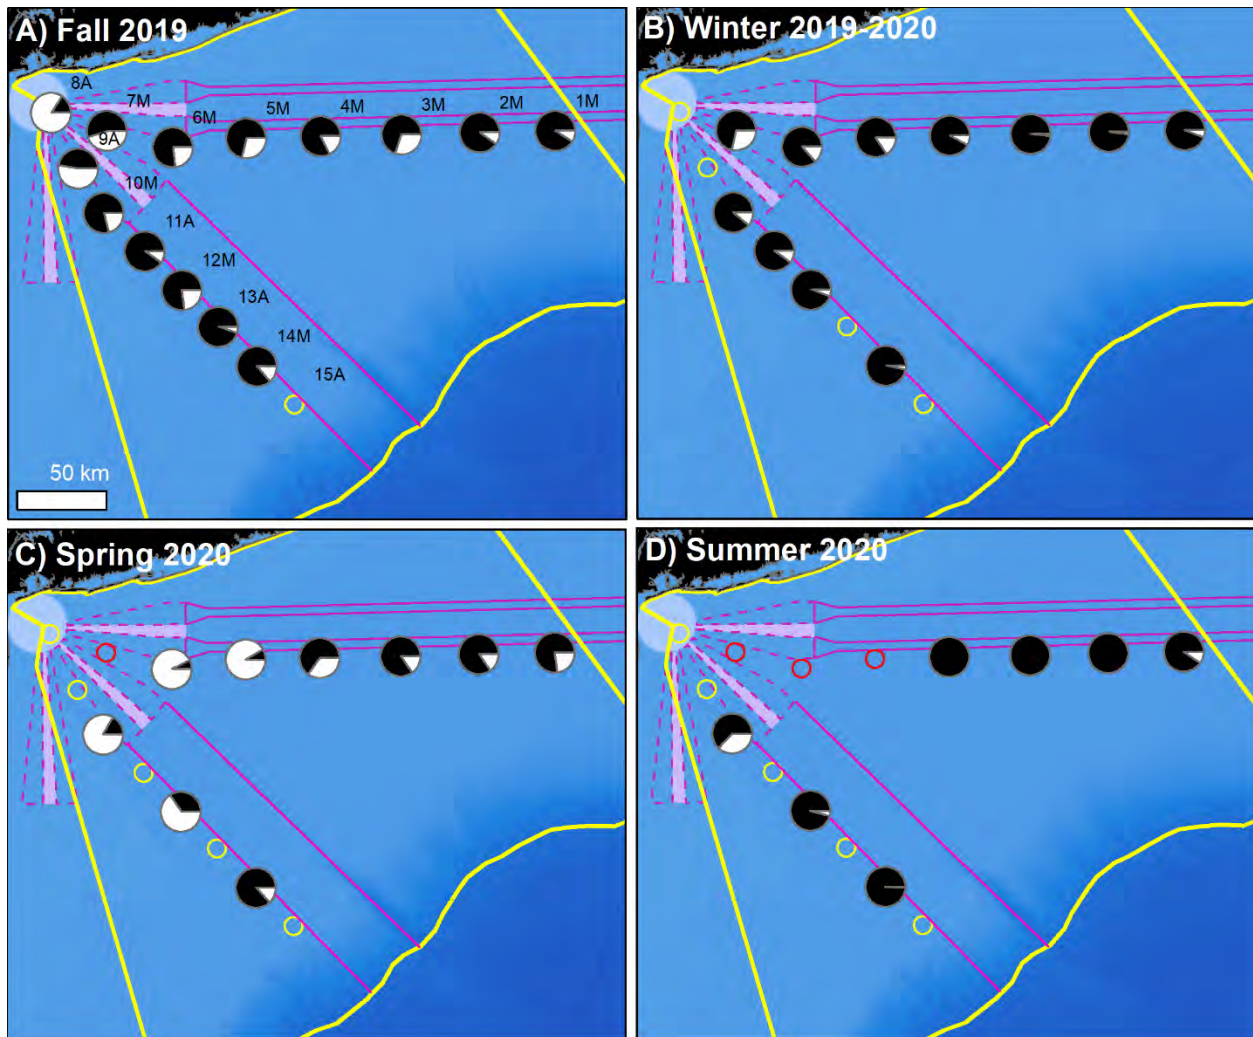 A) Fall 2019
B) Winter 2019-2020
8A
7M
6M
5M
4M
3M
2M
1M
9A
10M
11A
12M
13A
14M
15A
50 km
C) Spring 2020
D) Summer 2020